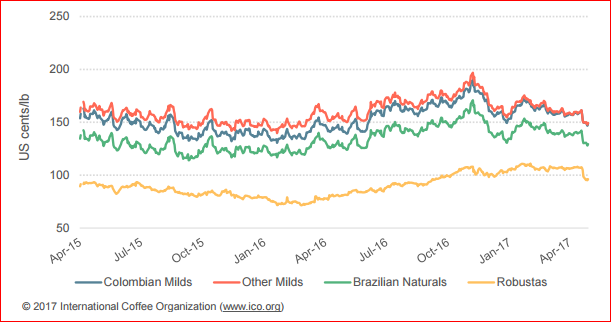 250
200
150
100
50
US cents/lb
Apr-15
Jul-15
Oct-15
Jan-16
Apr-16
Jul-16
Oct-16
Jan-17
Apr-17
Colombian Milds
Other Milds
Brazilian Naturals
Robustas
© 2017 International Coffee Organization (www.ico.org)